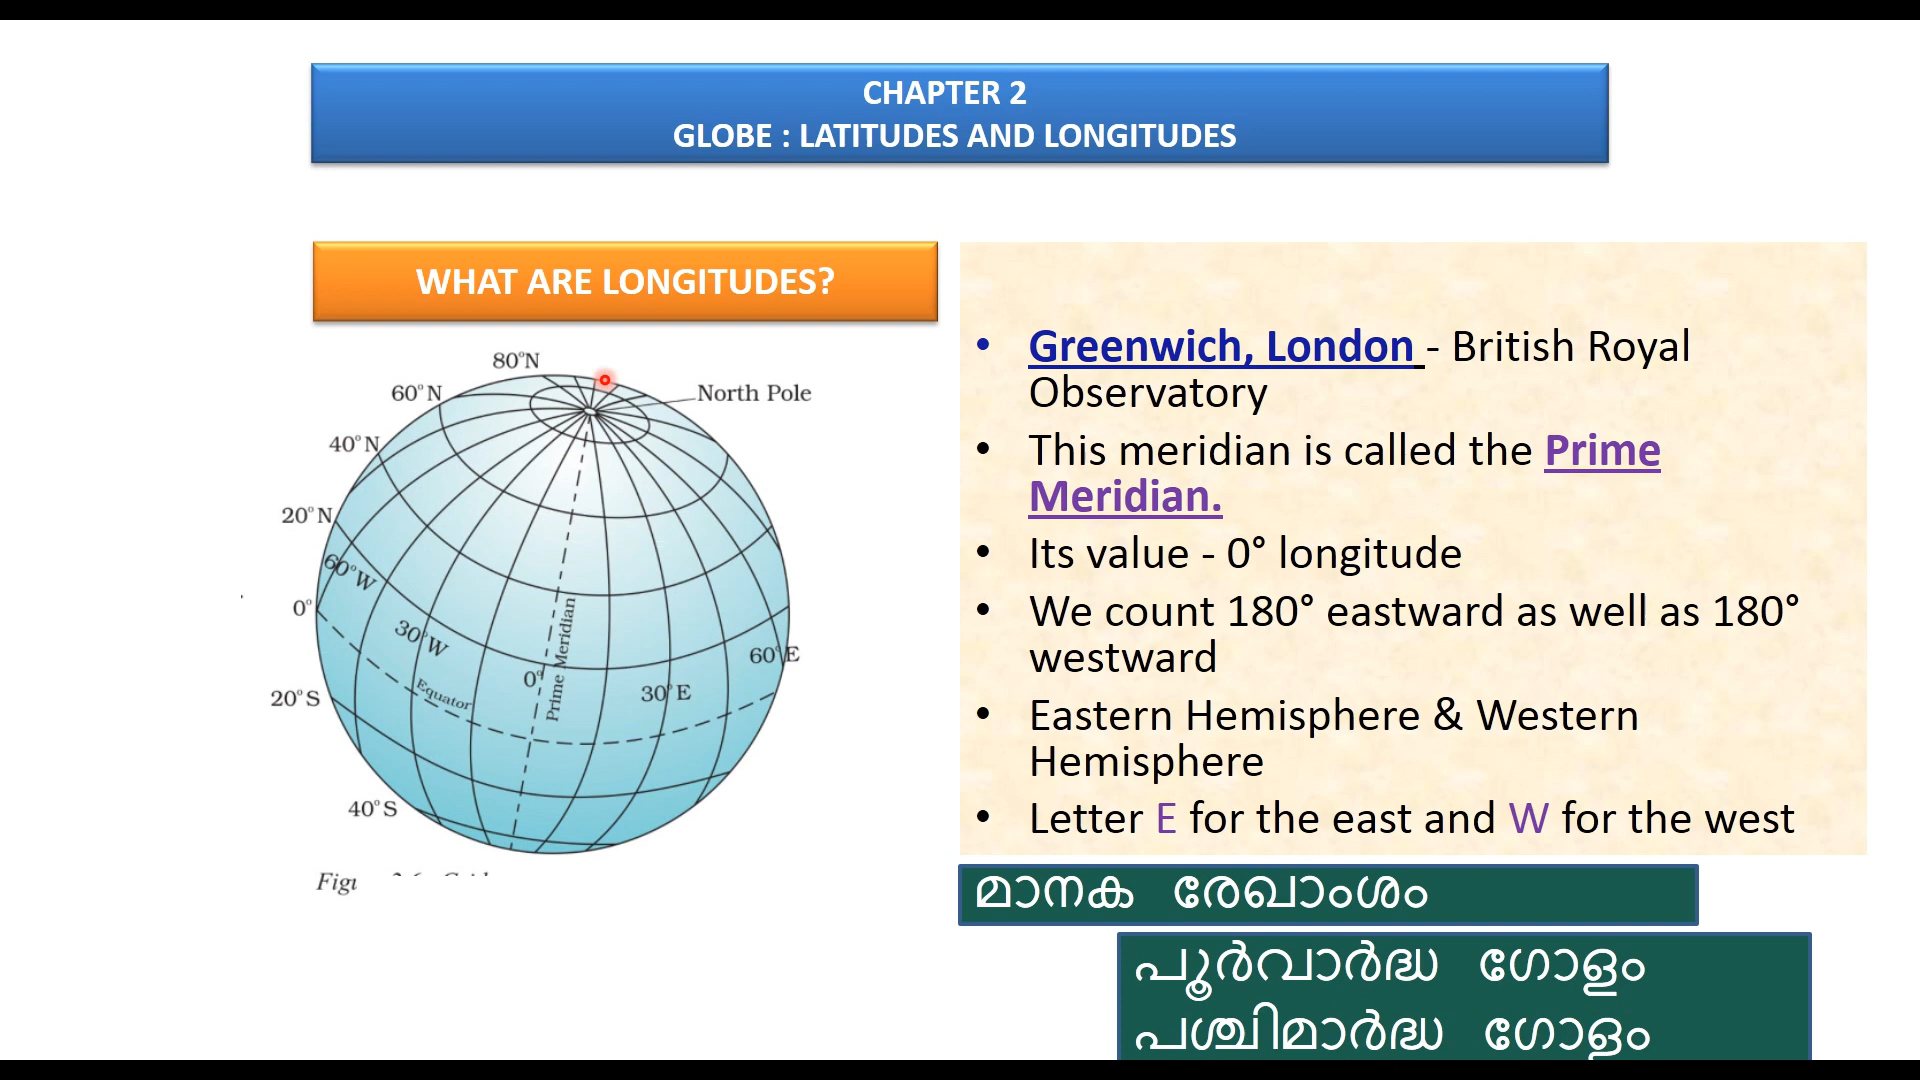 CHAPTER 2
GLOBE : LATITUDES AND LONGITUDES
WHAT ARE LONGITUDES?
80°N
60°N
North Pole
40°N
20°N
60°W
0°
30°W
Prime Meridian
60°E
0°
30°E
Equator
20°S
40°S
• Greenwich, London - British Royal
Observatory
• This meridian is called the Prime
Meridian.
• Its value - 0° longitude
• We count 180° eastward as well as 180°
westward
• Eastern Hemisphere & Western
Hemisphere
• Letter E for the east and W for the west
മാനക രേഖാംശം
പൂർവാർദ്ധ ഗോളം
പശ്ചിമാർദ്ധ ഗോളം